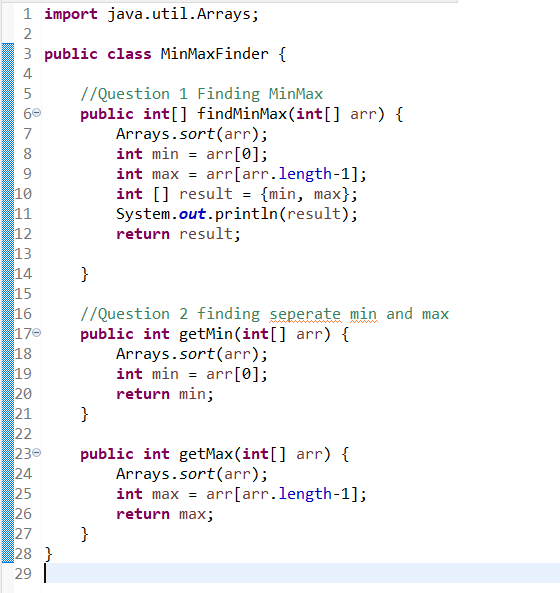 1 import java.util.Arrays;
2
3 public class MinMaxFinder {
4
5     //Question 1 Finding MinMax
6     public int[] findMinMax(int[] arr) {
7         Arrays.sort(arr);
8         int min = arr[0];
9         int max = arr[arr.length-1];
10         int [] result = {min, max};
11         System.out.println(result);
12         return result;
13
14     }
15
16     //Question 2 finding seperate min and max
17     public int getMin(int[] arr) {
18         Arrays.sort(arr);
19         int min = arr[0];
20         return min;
21     }
22
23     public int getMax(int[] arr) {
24         Arrays.sort(arr);
25         int max = arr[arr.length-1];
26         return max;
27     }
28 }
29